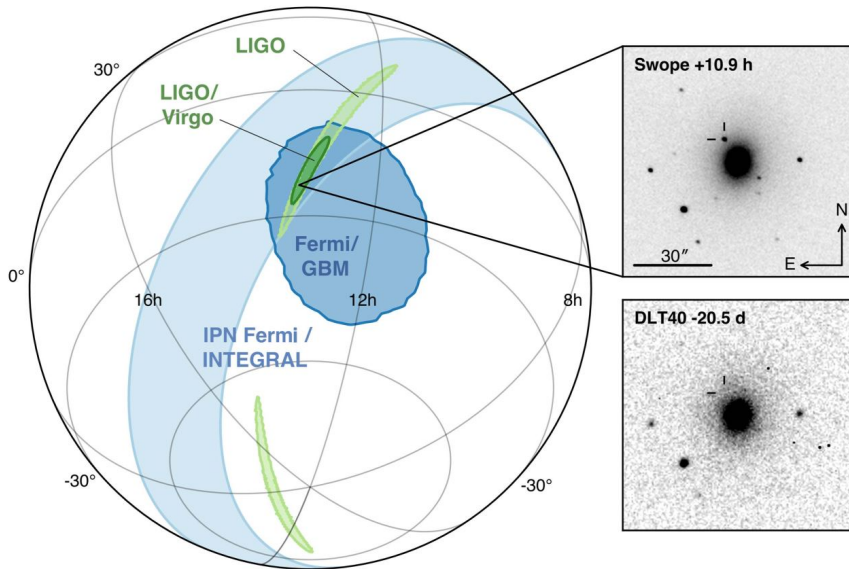 LIGO
LIGO/
Virgo
30°
Fermi/
GBM
0°
16h
12h
8h
IPN Fermi /
INTEGRAL
-30°
-30°
Swope +10.9 h
N
E
30″
DLT40 -20.5 d